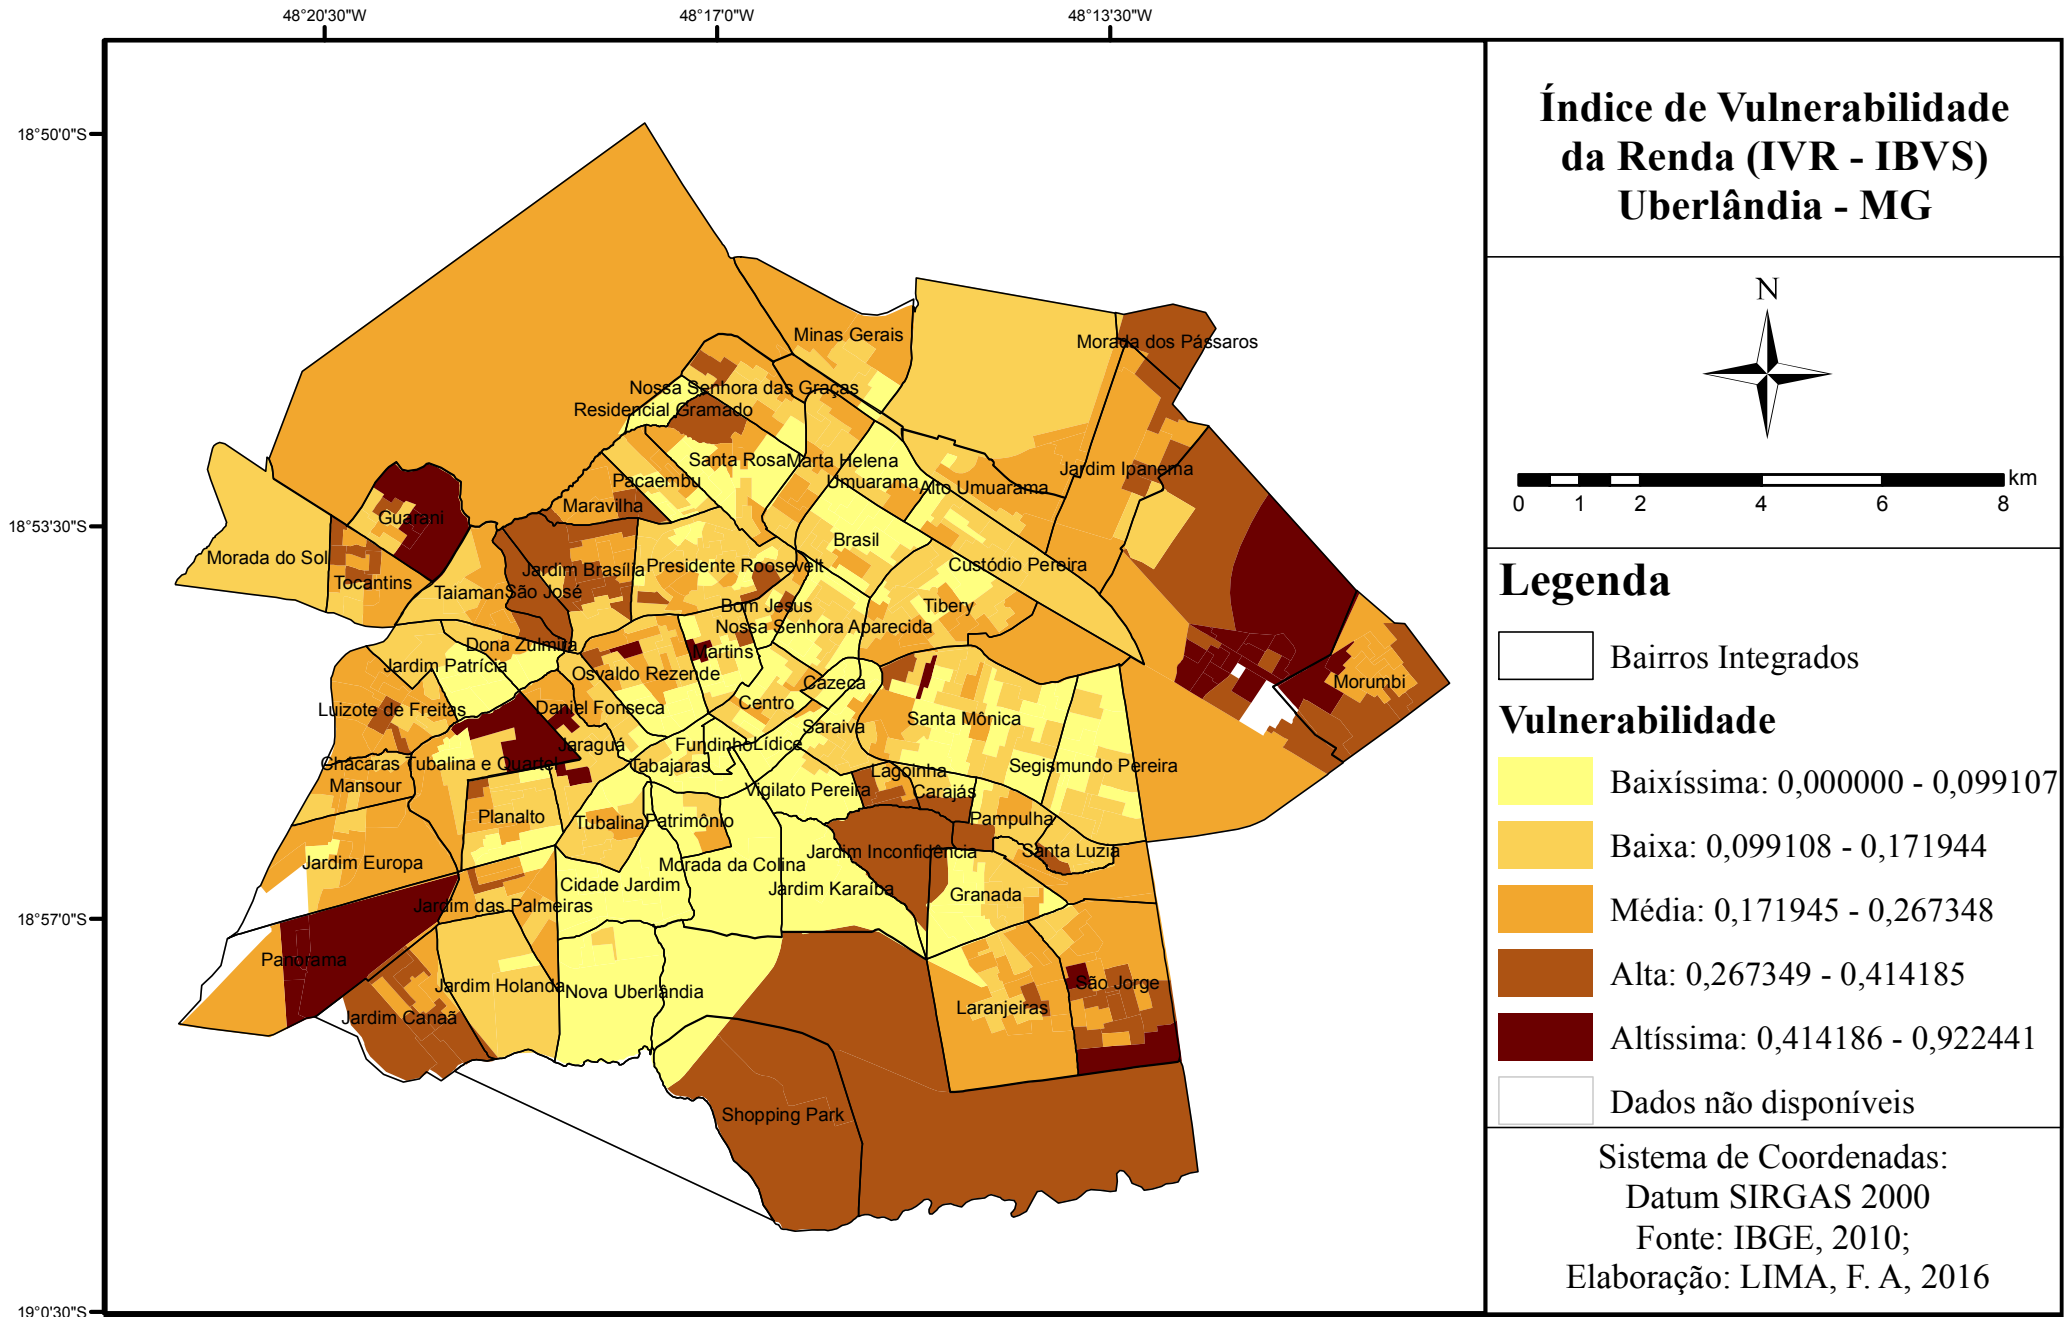 48°20'30"W
48°17'0"W
48°13'30"W
18°50'0"S
18°53'30"S
18°57'0"S
19°0'30"S
Minas Gerais
Morada dos Pássaros
Nossa Senhora das Graças
Residencial Gramado
Santa Rosa
Marta Helena
Jardim Ipanema
Pacaembu
Umuarama
Alto Umuarama
Maravilha
Guarani
Brasil
Morada do Sol
Jardim Brasília
Presidente Roosevelt
Custódio Pereira
Tocantins
Taiaman
São José
Bom Jesus
Tibery
Nossa Senhora Aparecida
Dona Zulmira
Martins
Jardim Patrícia
Osvaldo Rezende
Cazeca
Morumbi
Luizote de Freitas
Daniel Fonseca
Centro
Santa Mônica
Saraiva
Jaraguá
Fundinho
Lídice
Chácaras Tubalina e Quartel
Tabajaras
Lagoinha
Segismundo Pereira
Mansour
Vigilato Pereira
Carajás
Planalto
Tubalina
Patrimônio
Pampulha
Jardim Europa
Morada da Colina
Jardim Inconfidência
Santa Luzia
Cidade Jardim
Jardim Karaíba
Granada
Jardim das Palmeiras
Panorama
Jardim Holanda
Nova Uberlândia
São Jorge
Jardim Canaã
Laranjeiras
Shopping Park
Índice de Vulnerabilidade
da Renda (IVR - IBVS)
Uberlândia - MG
N
km
0 1 2 4 6 8
Legenda
Bairros Integrados
Vulnerabilidade
Baixíssima: 0,000000 - 0,099107
Baixa: 0,099108 - 0,171944
Média: 0,171945 - 0,267348
Alta: 0,267349 - 0,414185
Altíssima: 0,414186 - 0,922441
Dados não disponíveis
Sistema de Coordenadas:
Datum SIRGAS 2000
Fonte: IBGE, 2010;
Elaboração: LIMA, F. A, 2016